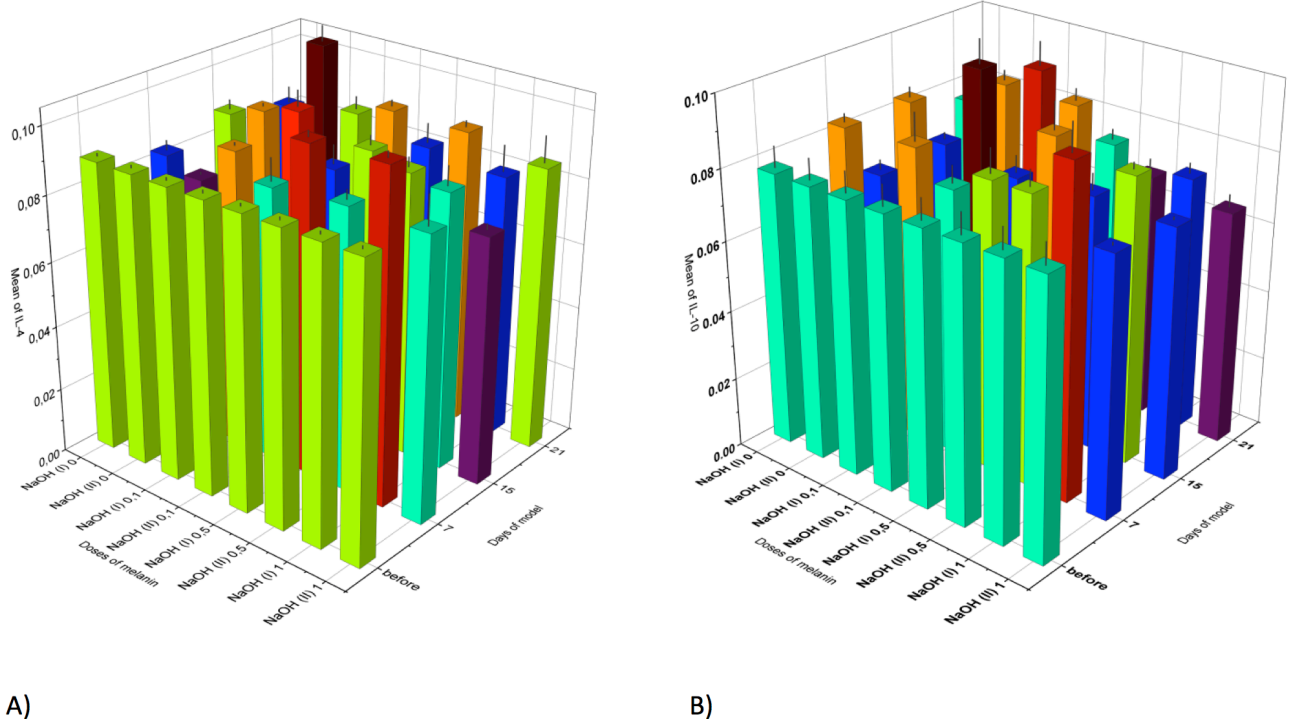 0,10
0,08
0,06
0,04
0,02
0,00
Mean of IL-4
NaOH (I) 0
NaOH (II) 0
NaOH (I) 0,1
NaOH (II) 0,1
NaOH (I) 0,5
NaOH (II) 0,5
NaOH (I) 1
NaOH (II) 1
Doses of melanin
before
7
15
21
Days of model
A)
0.10
0.08
0.06
0.04
0.02
0.00
Mean of IL-10
NaOH (I) 0
NaOH (II) 0
NaOH (I) 0,1
NaOH (II) 0,1
NaOH (I) 0,5
NaOH (II) 0,5
NaOH (I) 1
NaOH (II) 1
Doses of melanin
before
7
15
21
Days of model
B)